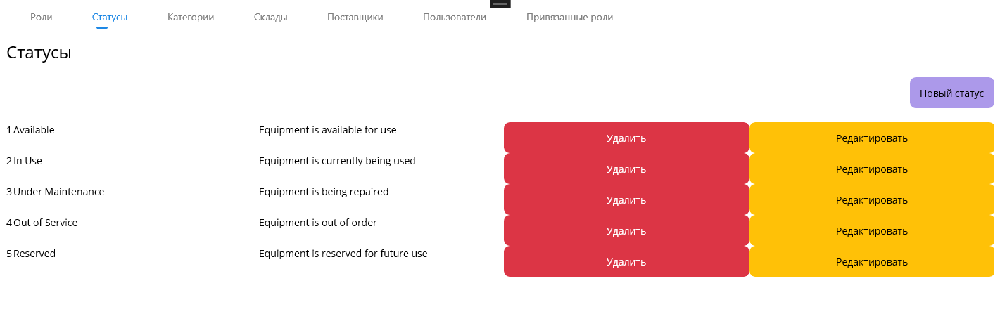 Роли Статусы Категории Склады Поставщики Пользователи Привязанные роли
Статусы
Новый статус
1 Available Equipment is available for use Удалить Редактировать
2 In Use Equipment is currently being used Удалить Редактировать
3 Under Maintenance Equipment is being repaired Удалить Редактировать
4 Out of Service Equipment is out of order Удалить Редактировать
5 Reserved Equipment is reserved for future use Удалить Редактировать